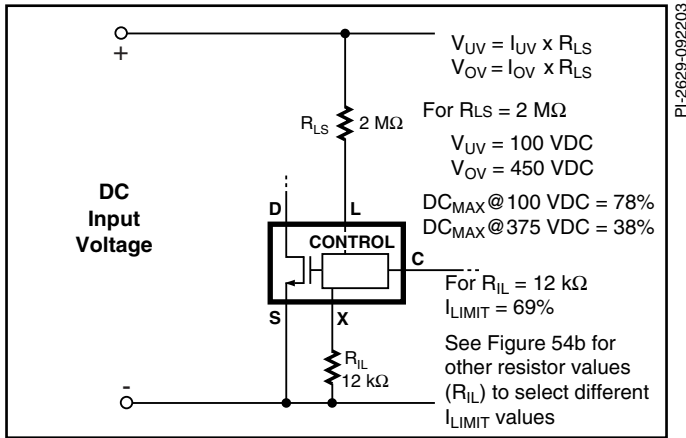 +
V_UV = I_UV x R_LS
V_OV = I_OV x R_LS
R_LS 2 MΩ
For R_LS = 2 MΩ
V_UV = 100 VDC
V_OV = 450 VDC
DC_MAX@100 VDC = 78%
DC_MAX@375 VDC = 38%
DC
Input
Voltage
D
L
CONTROL
C
For R_IL = 12 kΩ
I_LIMIT = 69%
S
X
R_IL
12 kΩ
See Figure 54b for
other resistor values
(R_IL) to select different
I_LIMIT values
-
PI-2629-092203